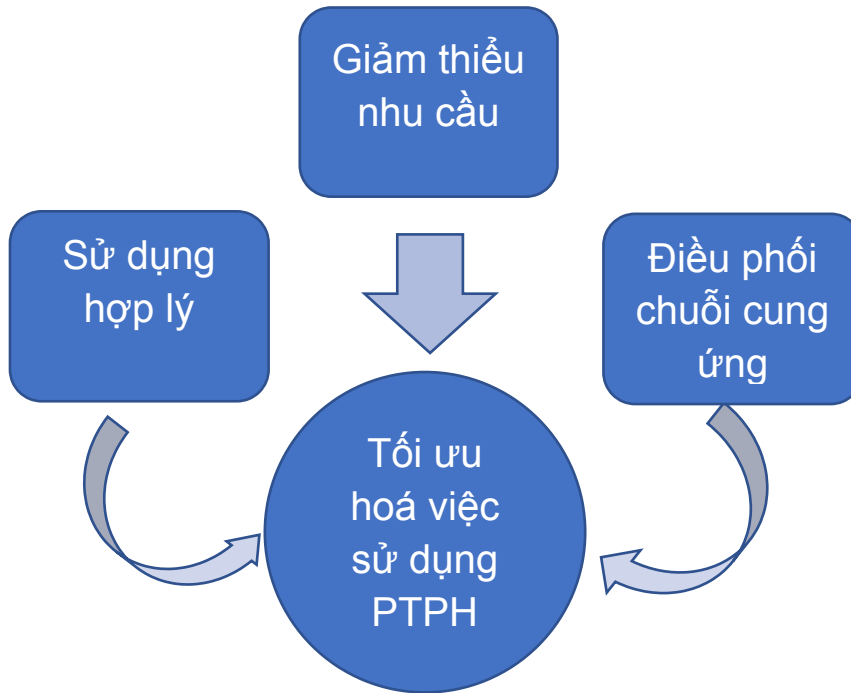 Giảm thiểu
nhu cầu
Sử dụng
hợp lý
Điều phối
chuỗi cung
ứng
Tối ưu
hoá việc
sử dụng
PTPH